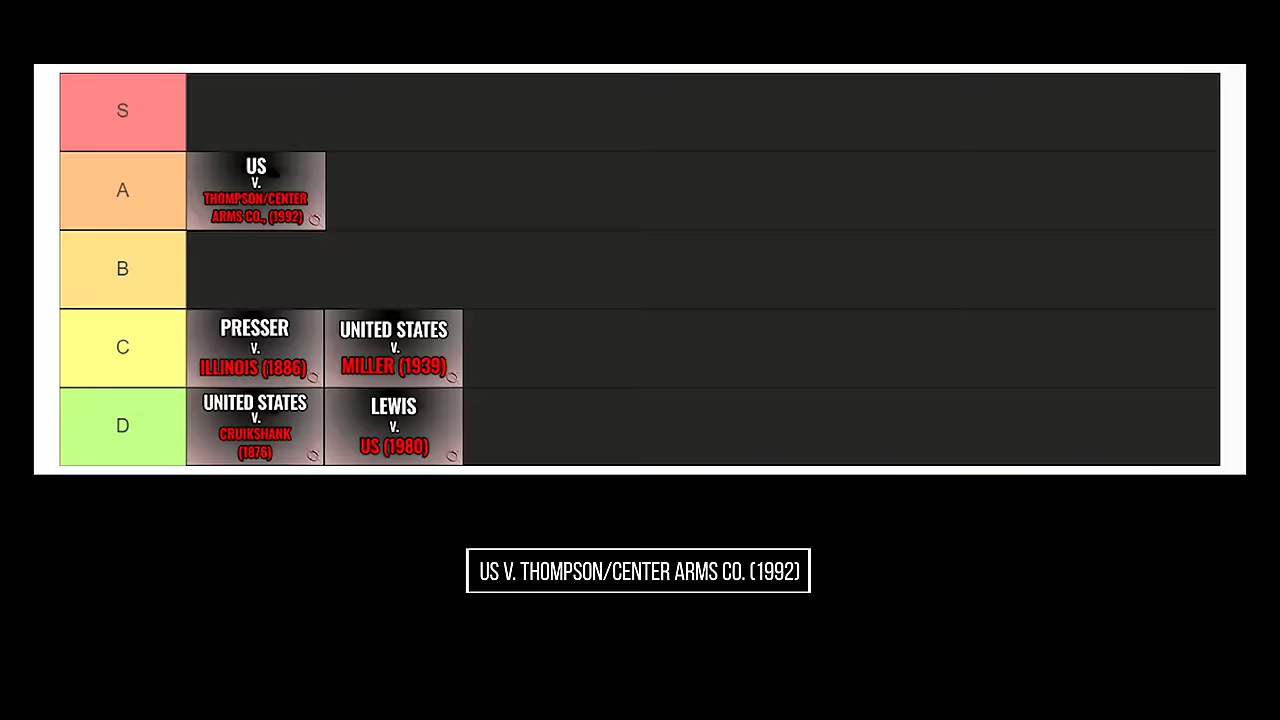 S
A
US
V.
THOMPSON/CENTER
ARMS CO., (1992)
B
C
PRESSER
V.
ILLINOIS (1886)
UNITED STATES
V.
MILLER (1939)
D
UNITED STATES
V.
CRUIKSHANK
(1876)
LEWIS
V.
US (1980)
US V. THOMPSON/CENTER ARMS CO. (1992)